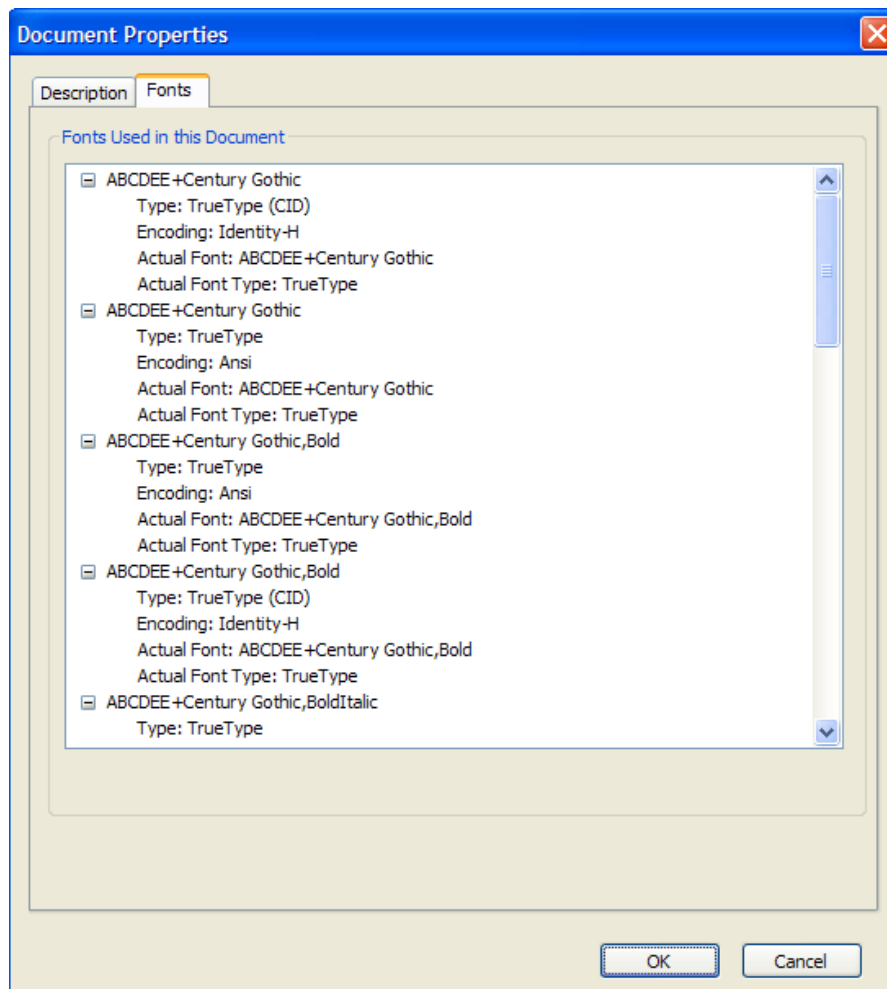 Document Properties
Description
Fonts
Fonts Used in this Document
ABCDEE+Century Gothic
Type: TrueType (CID)
Encoding: Identity-H
Actual Font: ABCDEE+Century Gothic
Actual Font Type: TrueType
ABCDEE+Century Gothic
Type: TrueType
Encoding: Ansi
Actual Font: ABCDEE+Century Gothic
Actual Font Type: TrueType
ABCDEE+Century Gothic,Bold
Type: TrueType
Encoding: Ansi
Actual Font: ABCDEE+Century Gothic,Bold
Actual Font Type: TrueType
ABCDEE+Century Gothic,Bold
Type: TrueType (CID)
Encoding: Identity-H
Actual Font: ABCDEE+Century Gothic,Bold
Actual Font Type: TrueType
ABCDEE+Century Gothic,BoldItalic
Type: TrueType
OK
Cancel